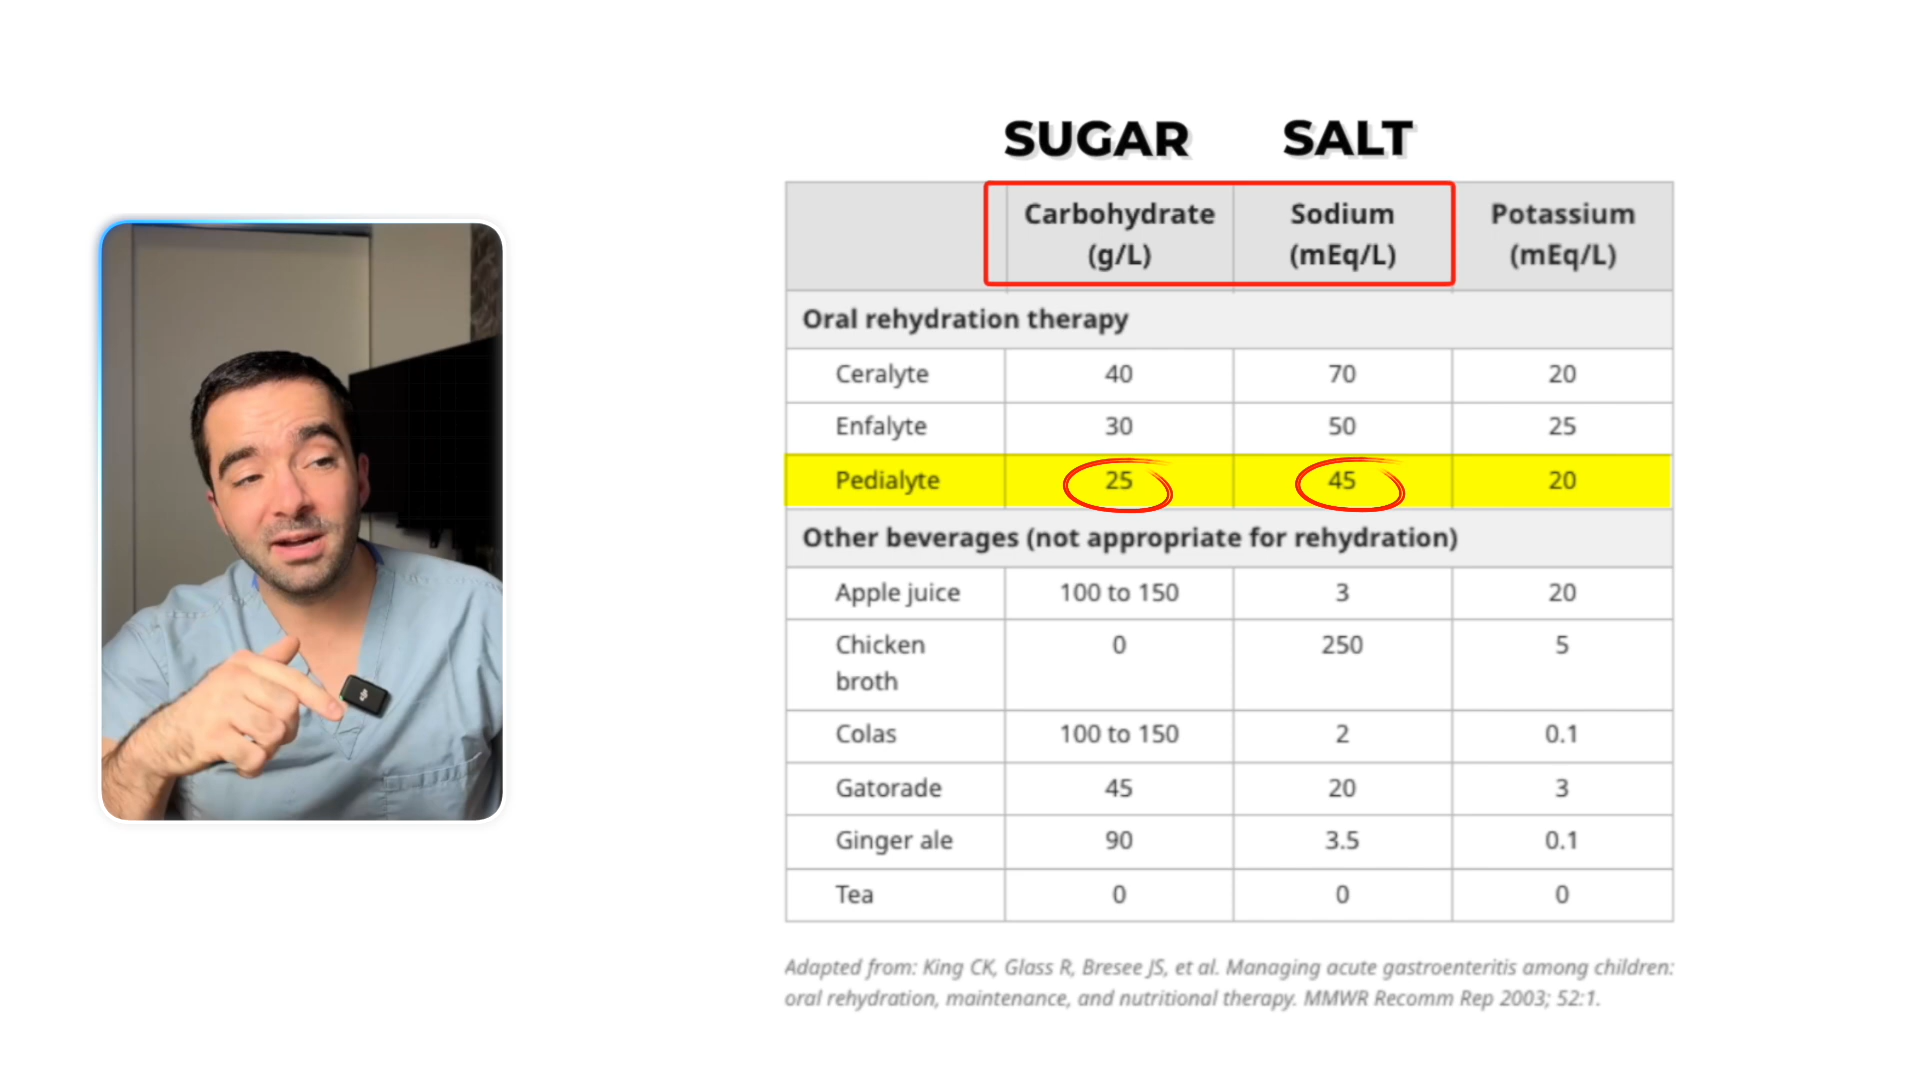 SUGAR SALT
Carbohydrate (g/L) Sodium (mEq/L) Potassium (mEq/L)
Oral rehydration therapy
Ceralyte 40 70 20
Enfalyte 30 50 25
Pedialyte 25 45 20
Other beverages (not appropriate for rehydration)
Apple juice 100 to 150 3 20
Chicken broth 0 250 5
Colas 100 to 150 2 0.1
Gatorade 45 20 3
Ginger ale 90 3.5 0.1
Tea 0 0 0
Adapted from: King CK, Glass R, Bresee JS, et al. Managing acute gastroenteritis among children:
oral rehydration, maintenance, and nutritional therapy. MMWR Recomm Rep 2003; 52:1.